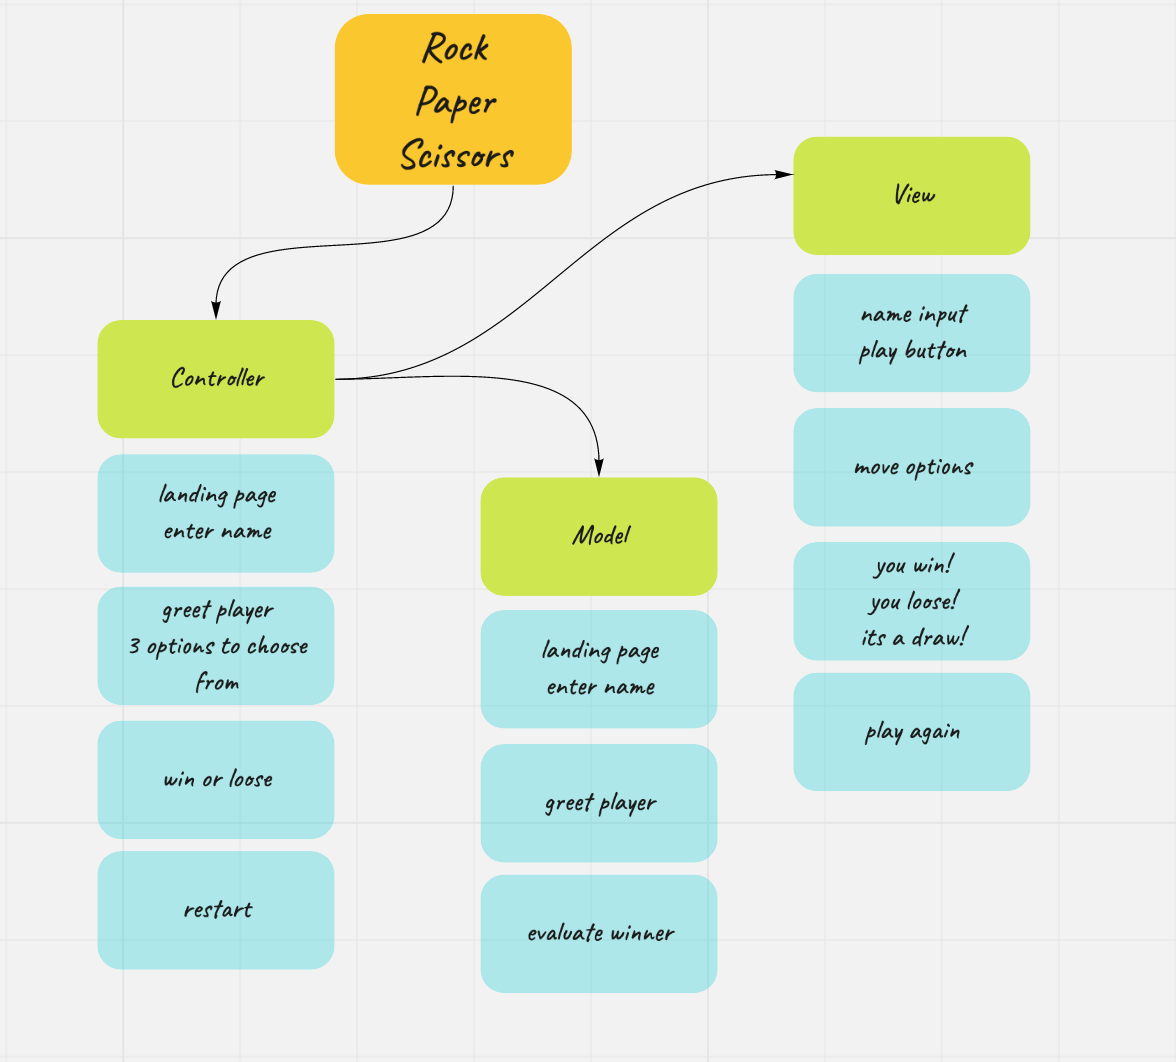 Rock
Paper
Scissors
Controller
landing page
enter name
greet player
3 options to choose
from
win or loose
restart
Model
landing page
enter name
greet player
evaluate winner
View
name input
play button
move options
you win!
you loose!
its a draw!
play again